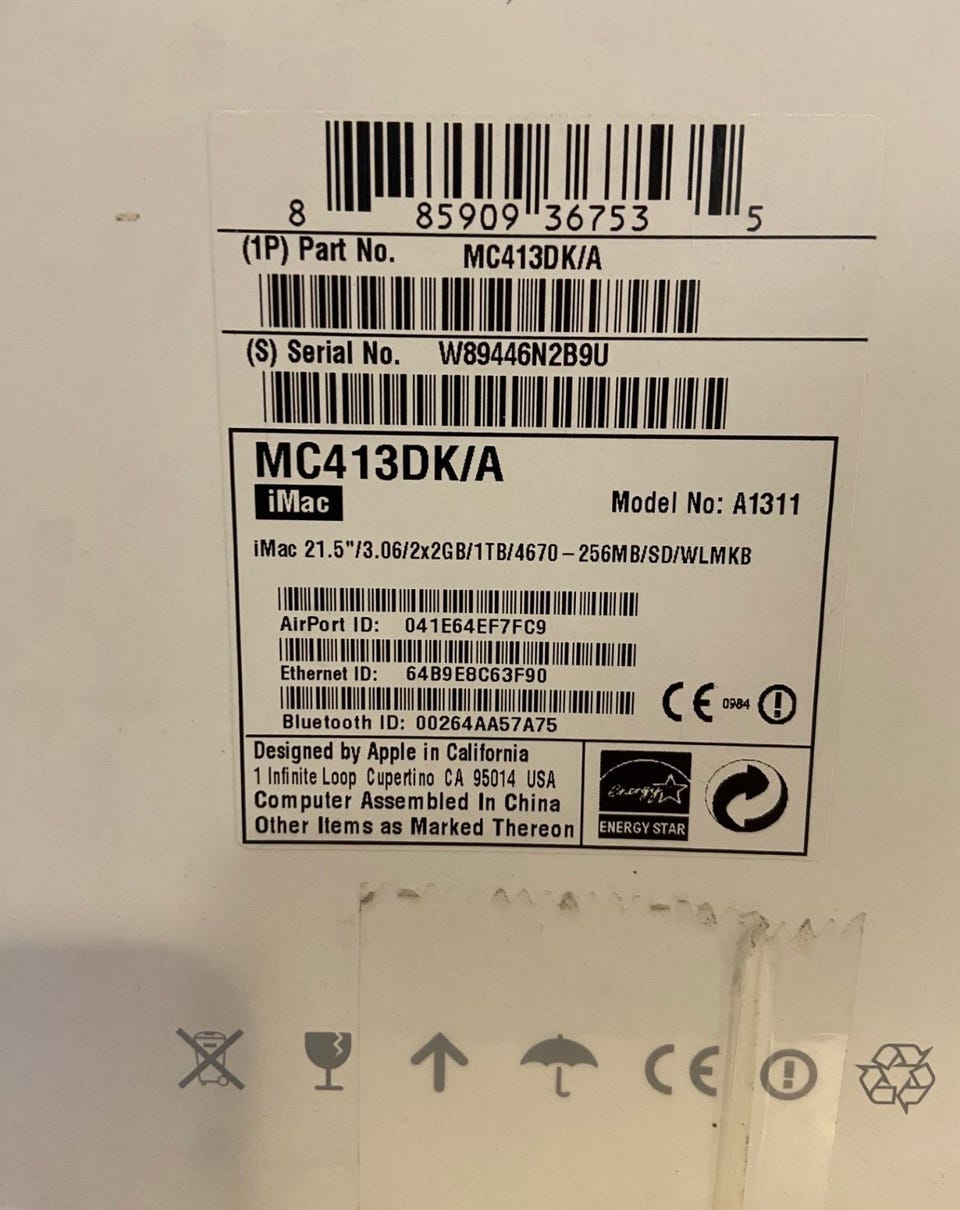 8 85909 36753 5
(1P) Part No. MC413DK/A
(S) Serial No. W89446N2B9U
MC413DK/A
iMac
Model No: A1311
iMac 21.5"/3.06/2x2GB/1TB/4670–256MB/SD/WLMKB
AirPort ID: 041E64EF7FC9
Ethernet ID: 64B9E8C63F90
Bluetooth ID: 00264AA57A75
CE 0984
Designed by Apple in California
1 Infinite Loop Cupertino CA 95014 USA
Computer Assembled In China
Other Items as Marked Thereon
energy
ENERGY STAR
CE